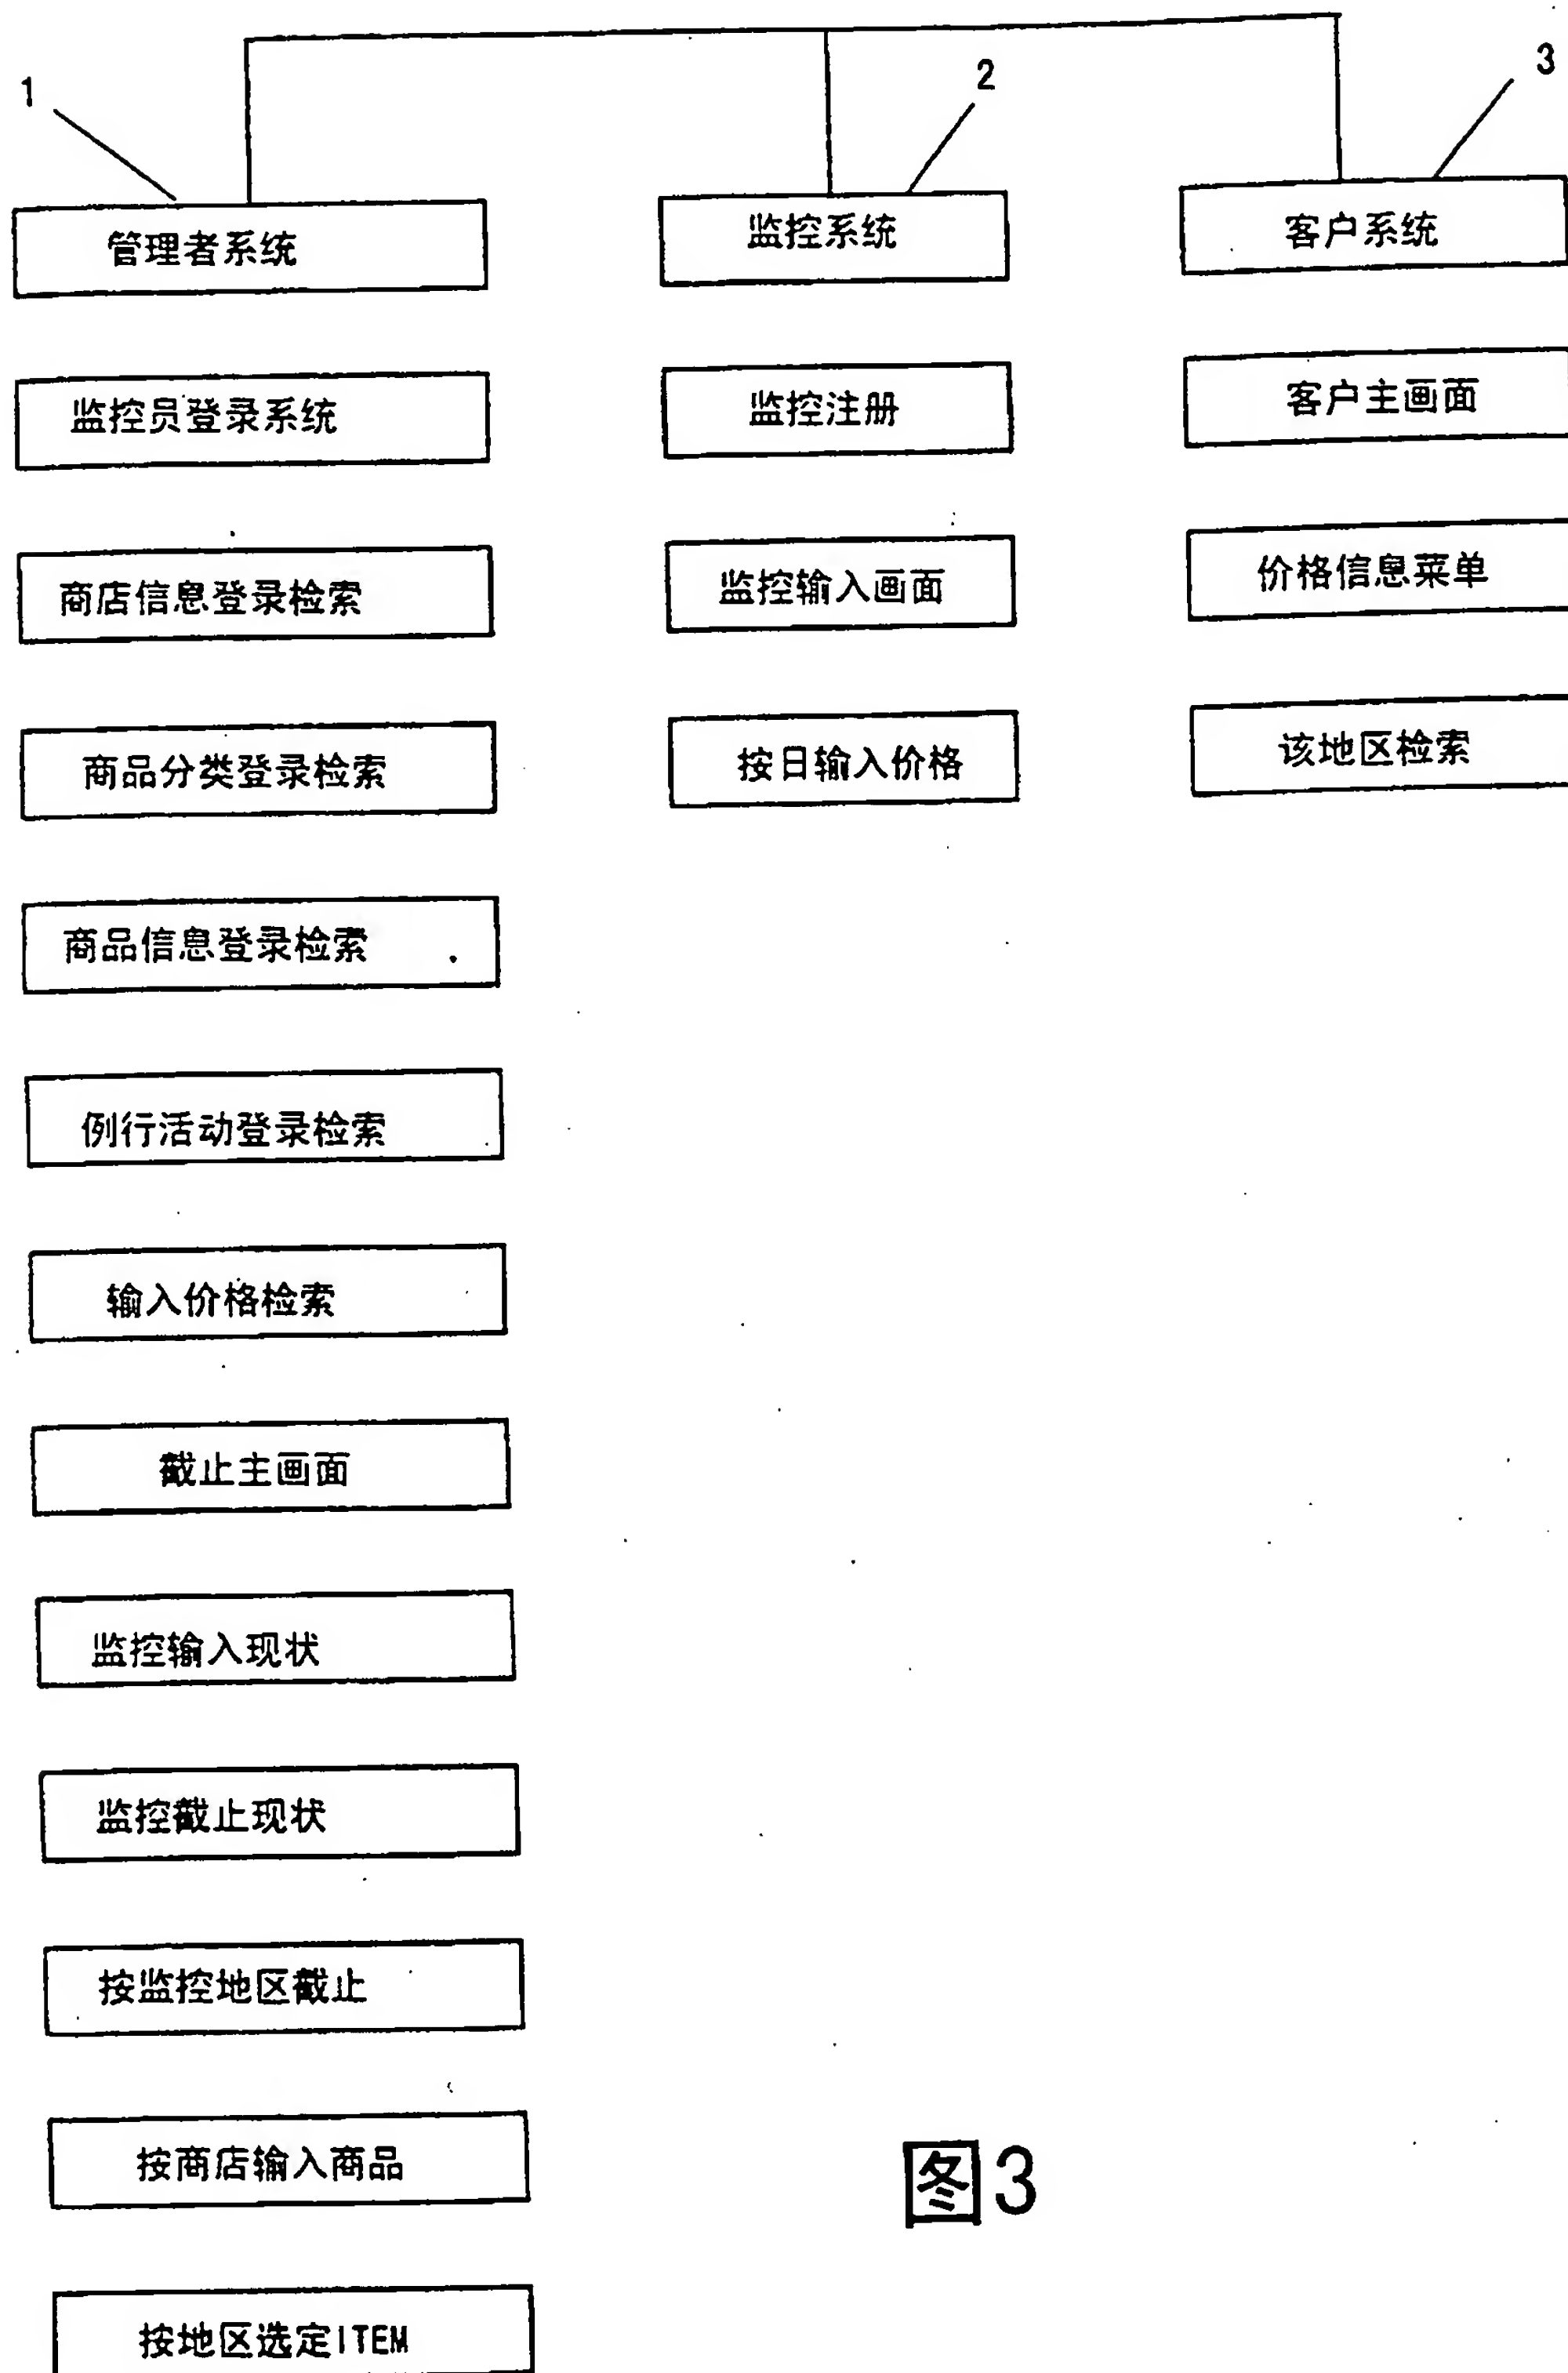 1
2
3
管理者系统
监控系统
客户系统
监控员登录系统
监控注册
客户主画面
商店信息登录检索
监控输入画面
价格信息菜单
商品分类登录检索
按日输入价格
该地区检索
商品信息登录检索
例行活动登录检索
输入价格检索
截止主画面
监控输入现状
监控截止现状
按监控地区截止
按商店输入商品
按地区选定ITEM
图3